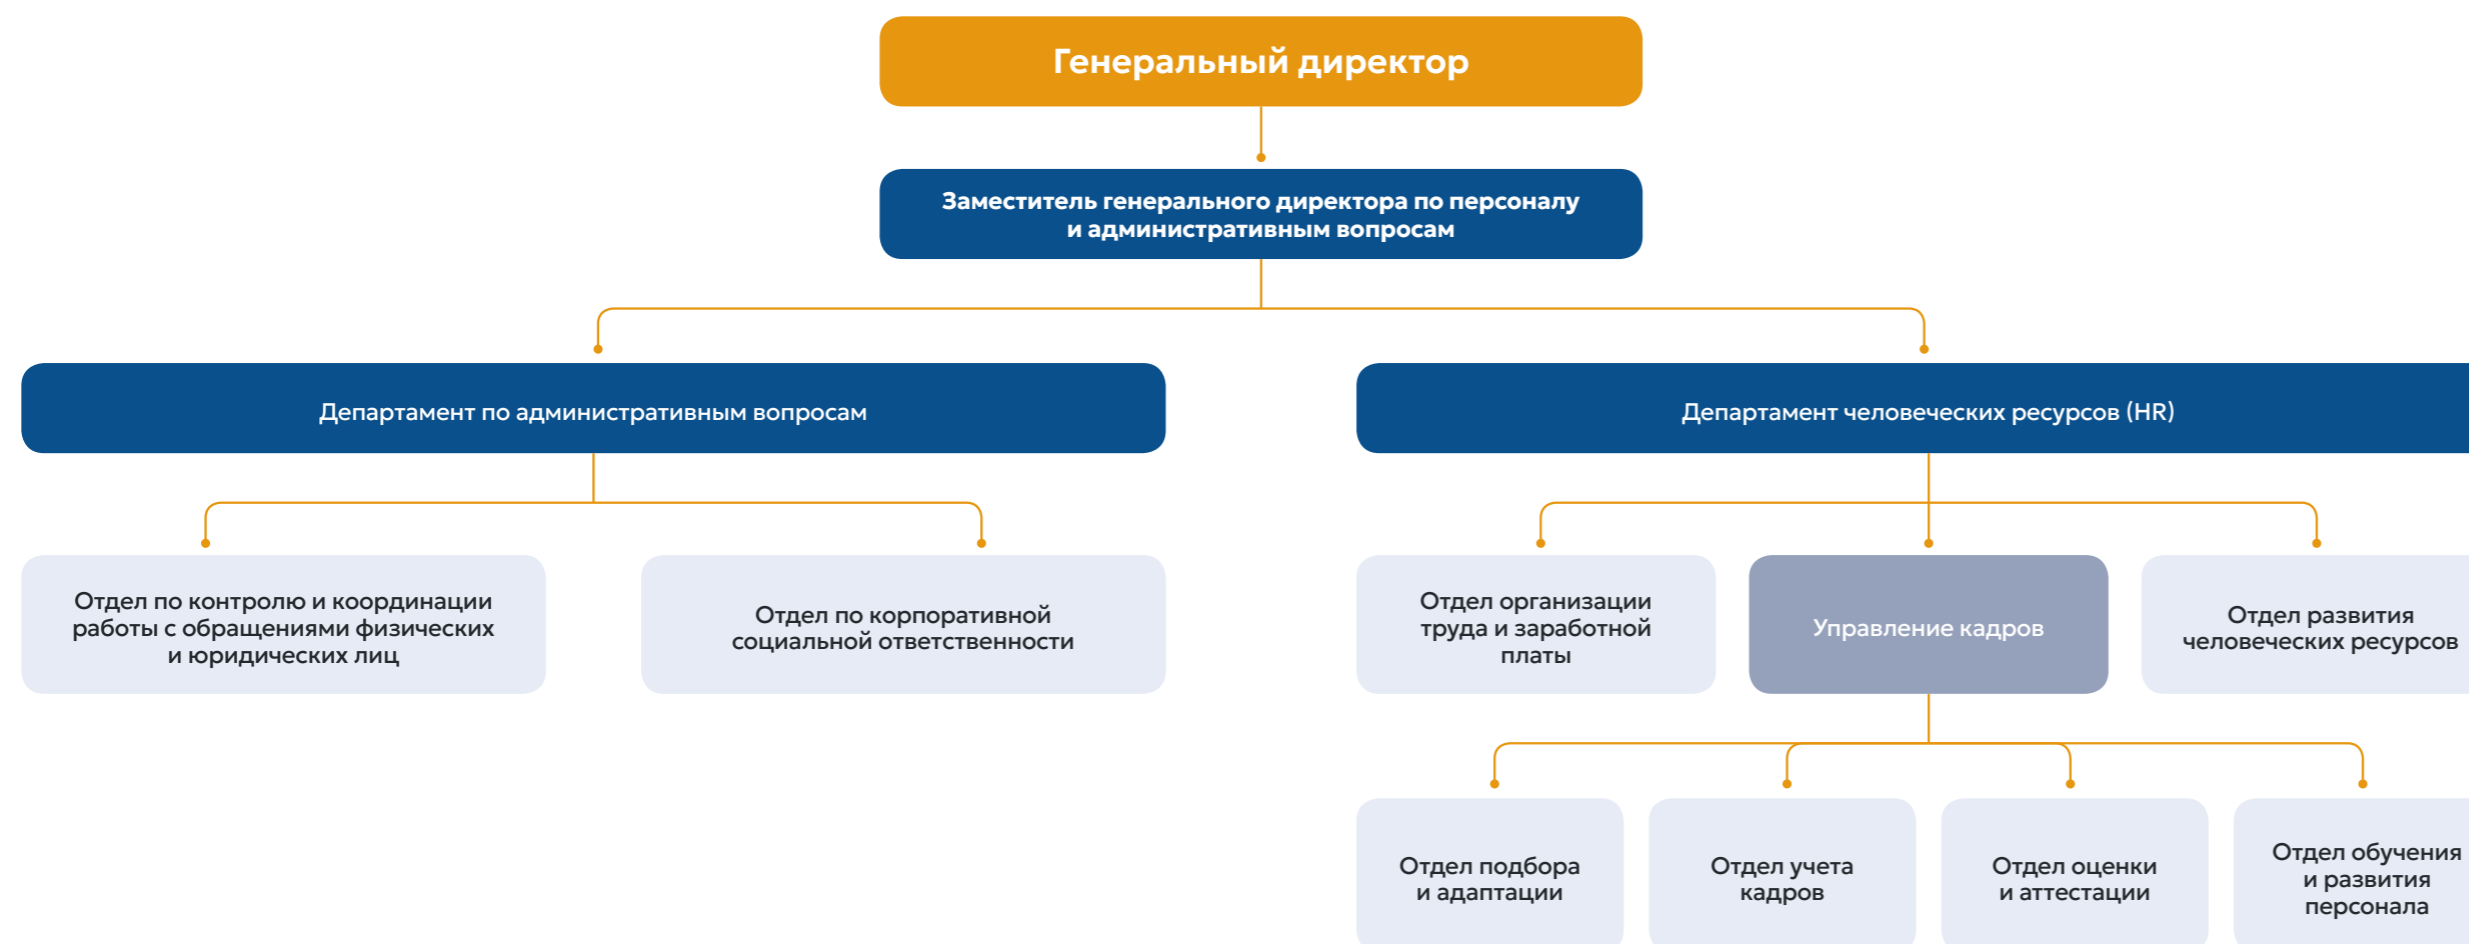 Генеральный директор
Заместитель генерального директора по персоналу
и административным вопросам
Департамент по административным вопросам
Департамент человеческих ресурсов (HR)
Отдел по контролю и координации
работы с обращениями физических
и юридических лиц
Отдел по корпоративной
социальной ответственности
Отдел организации
труда и заработной
платы
Управление кадров
Отдел развития
человеческих ресурсов
Отдел подбора
и адаптации
Отдел учета
кадров
Отдел оценки
и аттестации
Отдел обучения
и развития
персонала